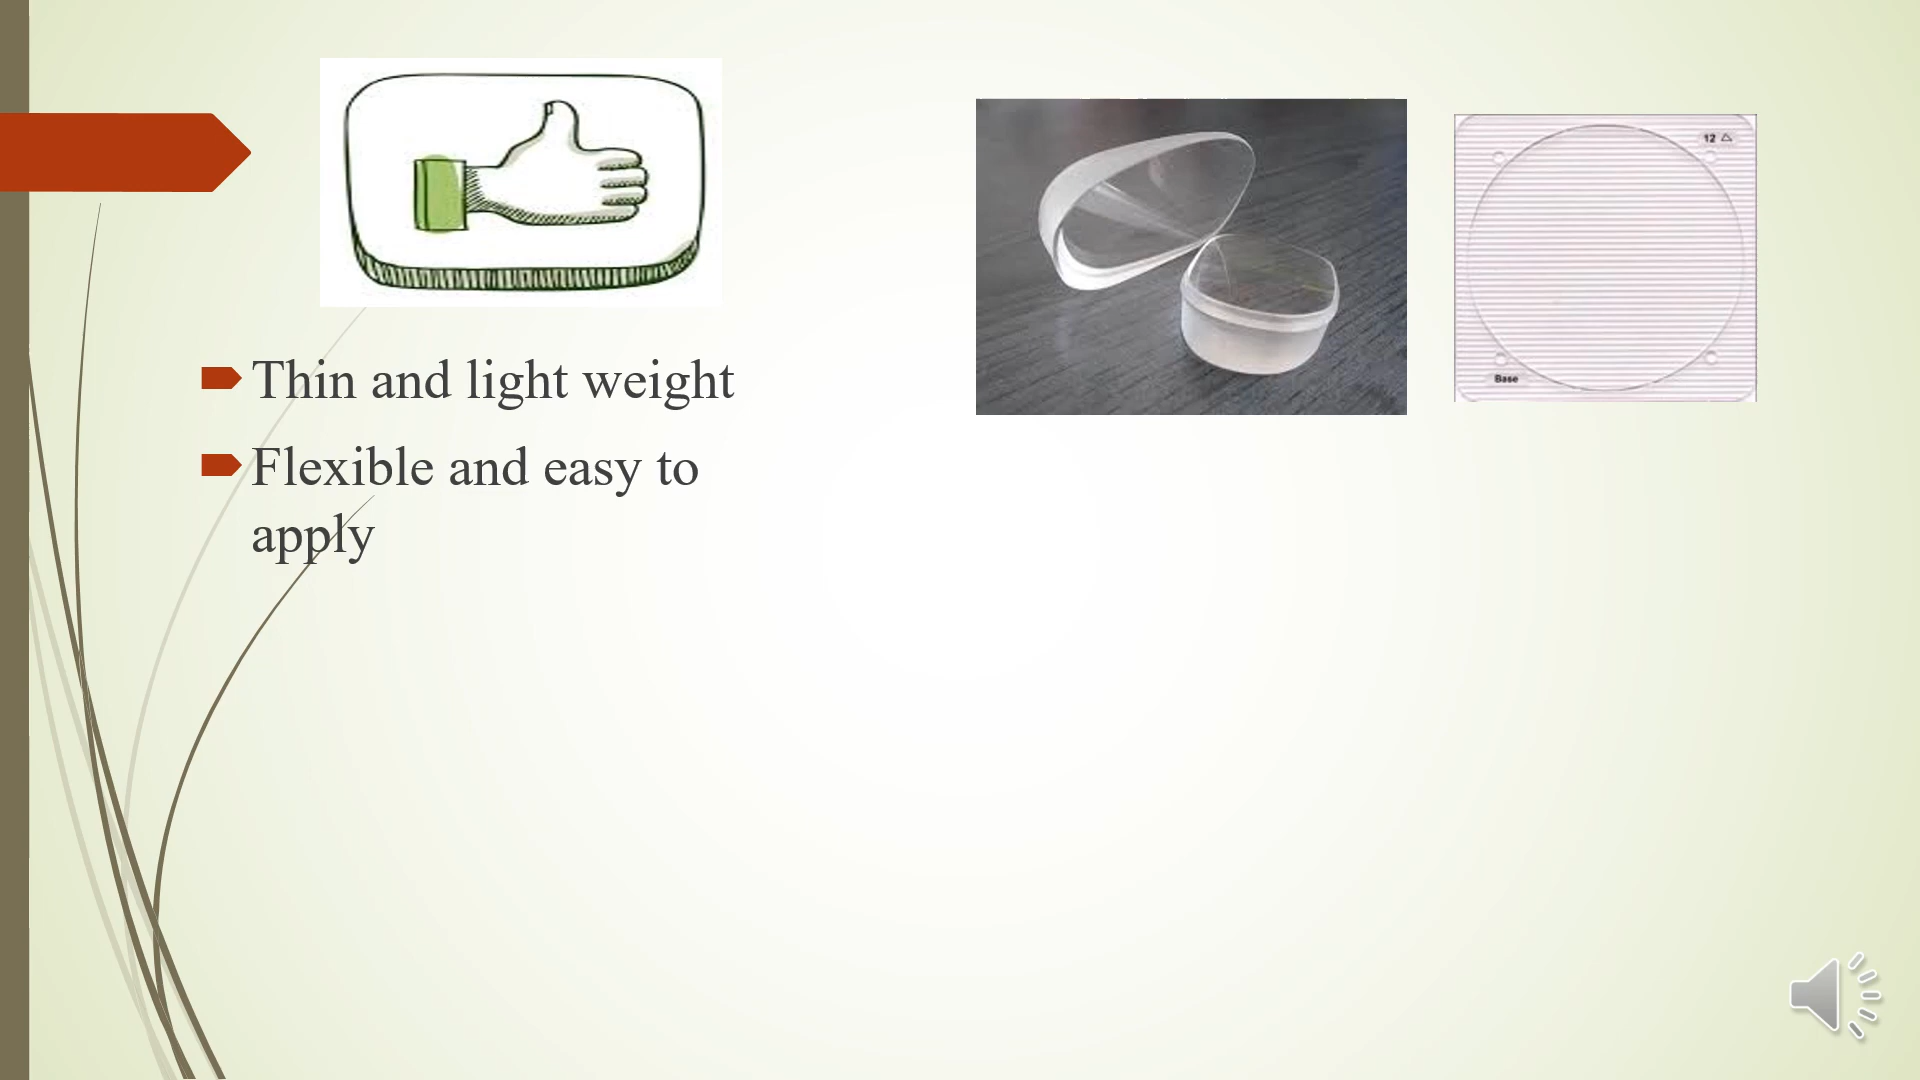 Thin and light weight
Flexible and easy to
apply
12 △
Base